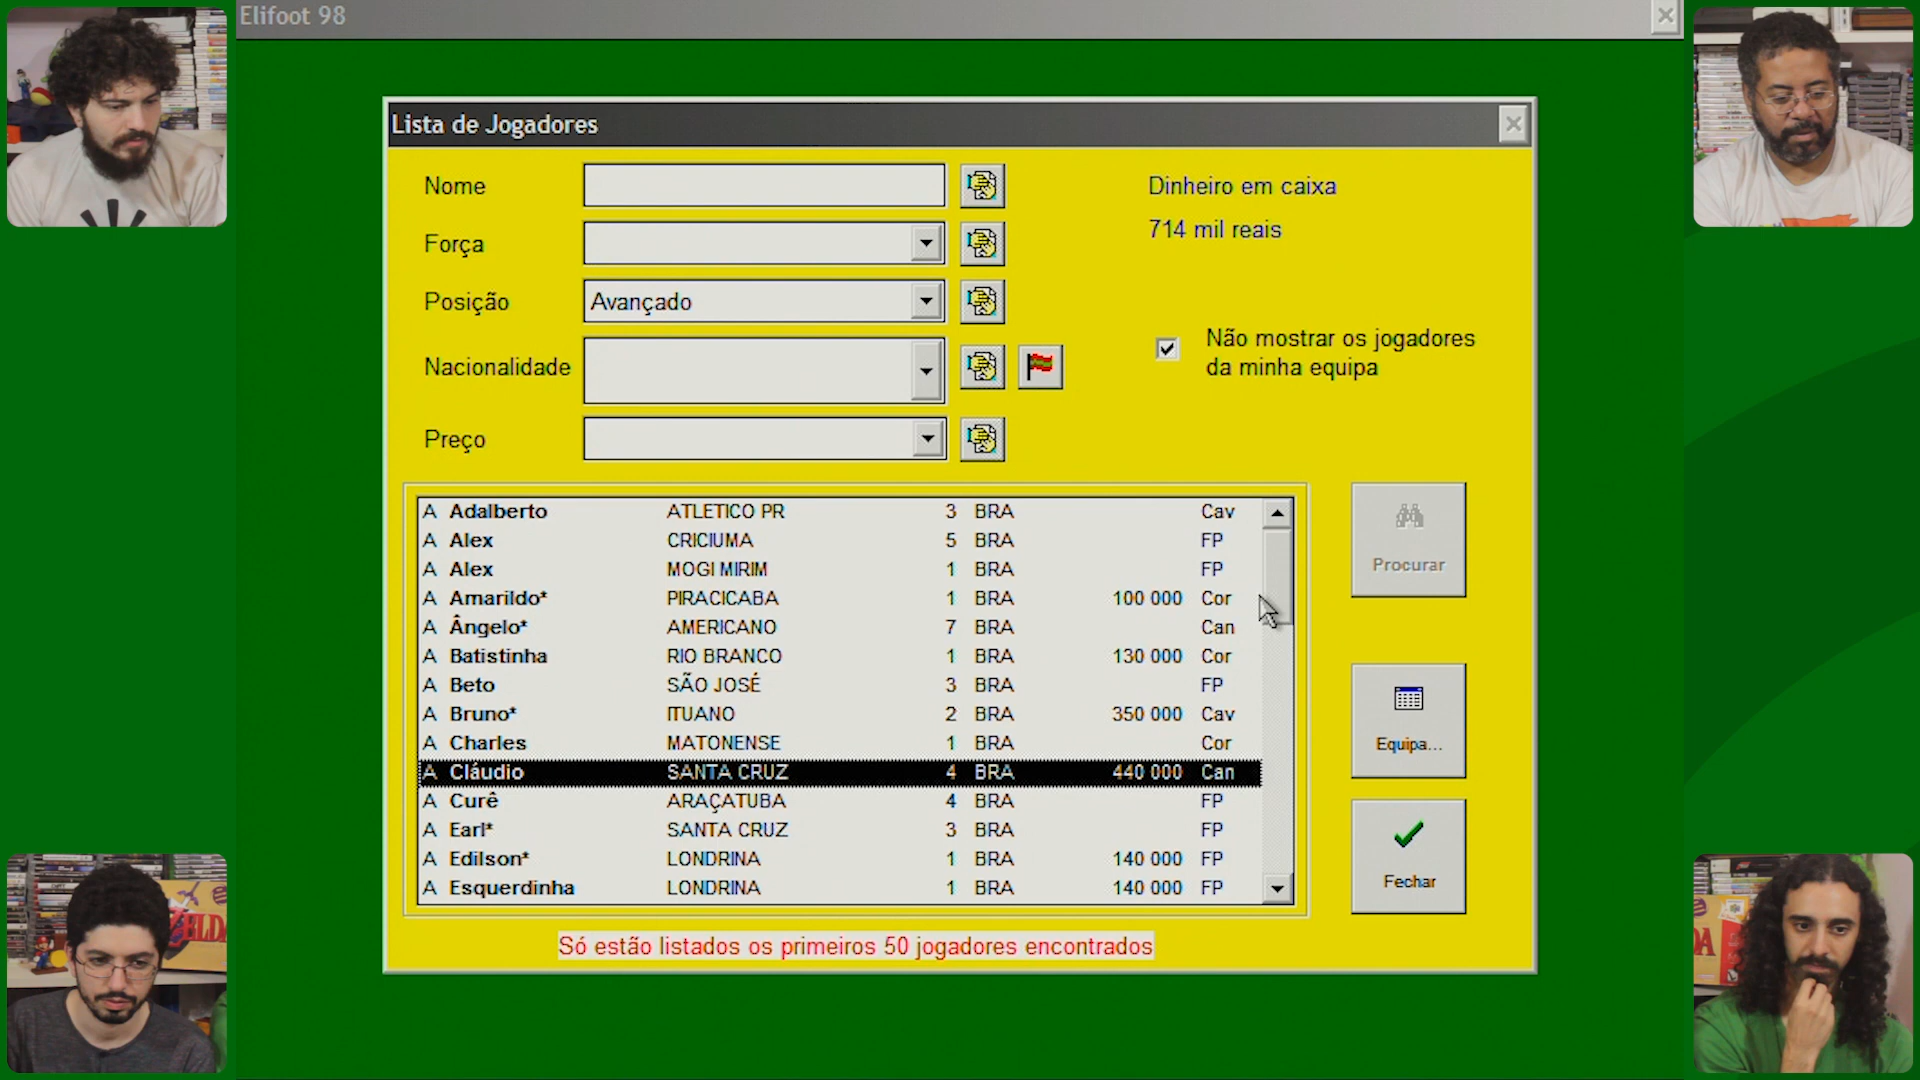 Elifoot 98
Lista de Jogadores
Nome
Dinheiro em caixa
714 mil reais
Força
Posição Avançado
Não mostrar os jogadores
da minha equipa
Nacionalidade
Preço
A Adalberto ATLETICO PR 3 BRA Cav
A Alex CRICIUMA 5 BRA FP
A Alex MOGI MIRIM 1 BRA FP
A Amarildo* PIRACICABA 1 BRA 100 000 Cor
A Ângelo* AMERICANO 7 BRA Can
A Batistinha RIO BRANCO 1 BRA 130 000 Cor
A Beto SÃO JOSÉ 3 BRA FP
A Bruno* ITUANO 2 BRA 350 000 Cav
A Charles MATONENSE 1 BRA Cor
A Cláudio SANTA CRUZ 4 BRA 440 000 Can
A Curê ARAÇATUBA 4 BRA FP
A Earl* SANTA CRUZ 3 BRA FP
A Edilson* LONDRINA 1 BRA 140 000 FP
A Esquerdinha LONDRINA 1 BRA 140 000 FP
Procurar
Equipa...
Fechar
Só estão listados os primeiros 50 jogadores encontrados
ZELDA